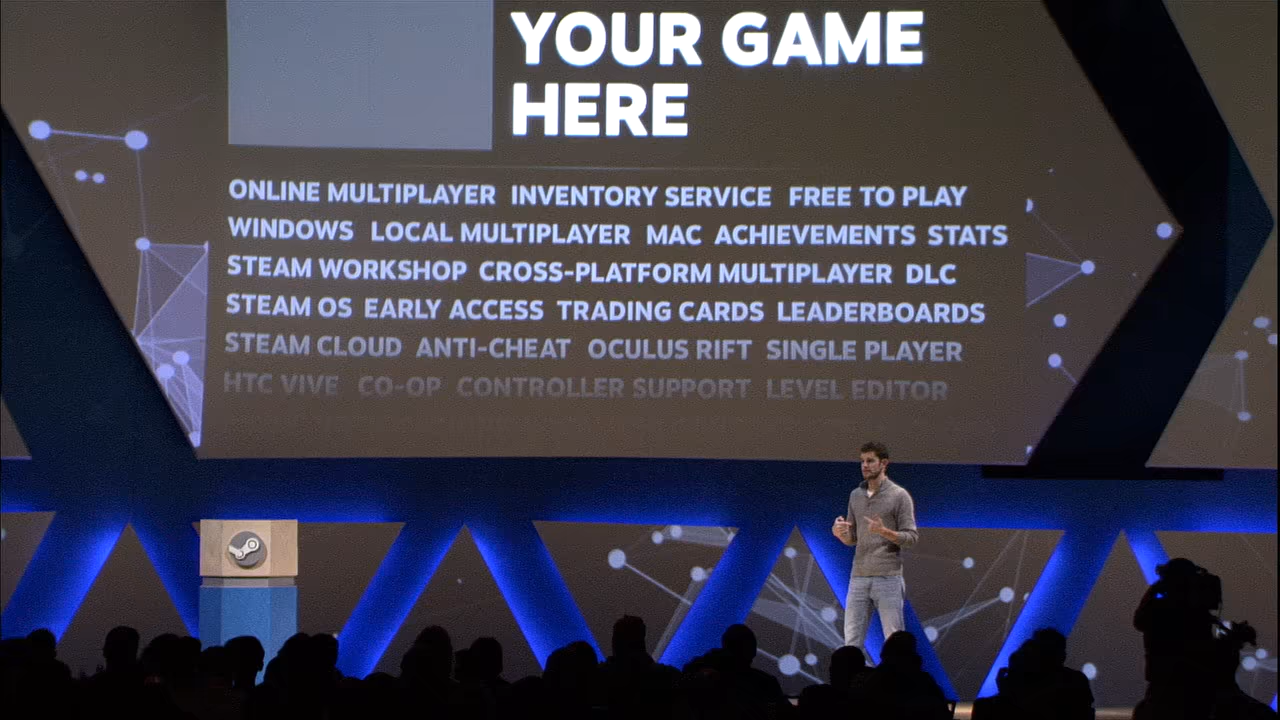 YOUR GAME
HERE
ONLINE MULTIPLAYER INVENTORY SERVICE FREE TO PLAY
WINDOWS LOCAL MULTIPLAYER MAC ACHIEVEMENTS STATS
STEAM WORKSHOP CROSS-PLATFORM MULTIPLAYER DLC
STEAM OS EARLY ACCESS TRADING CARDS LEADERBOARDS
STEAM CLOUD ANTI-CHEAT OCULUS RIFT SINGLE PLAYER
HTC VIVE CO-OP CONTROLLER SUPPORT LEVEL EDITOR